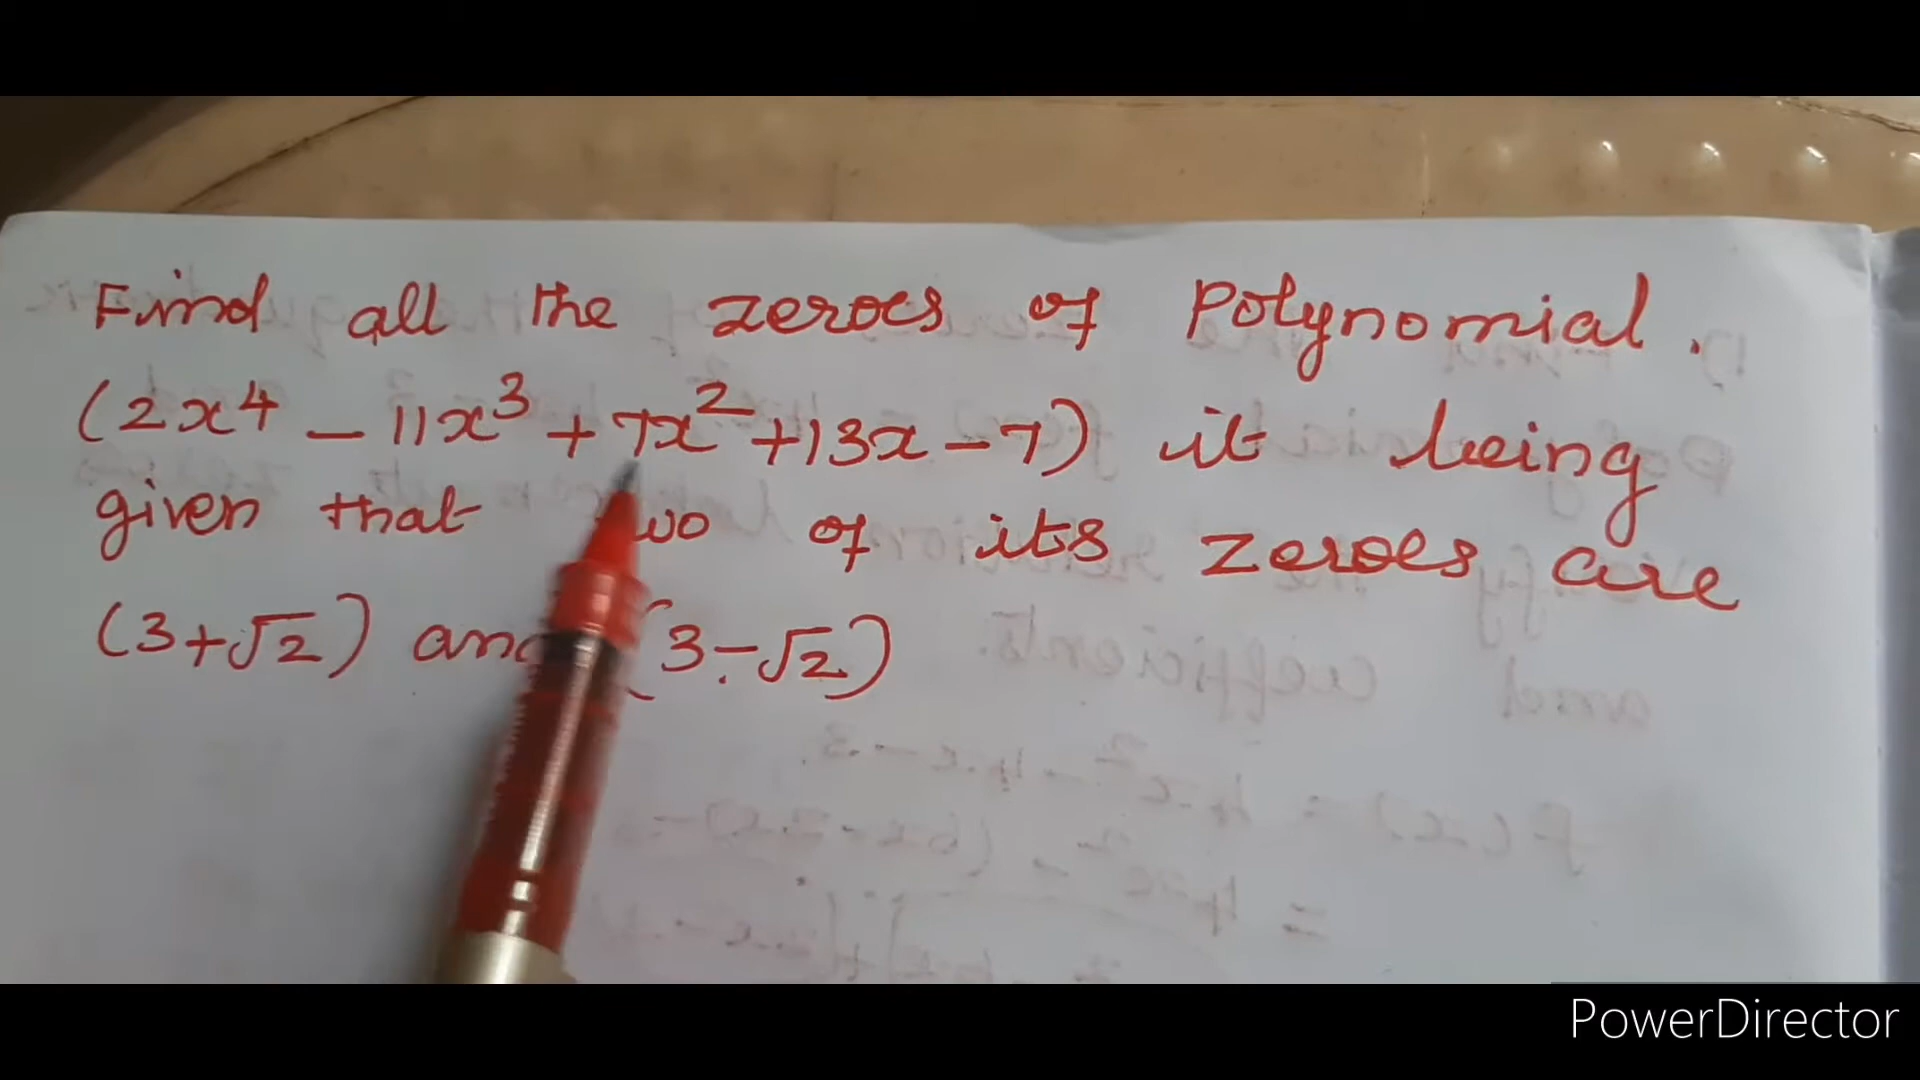 Find all the zeroes of Polynomial.
(2x⁴ - 11x³ + 7x² + 13x - 7) it being
given that two of its zeroes are
(3+√2) and (3-√2)
PowerDirector